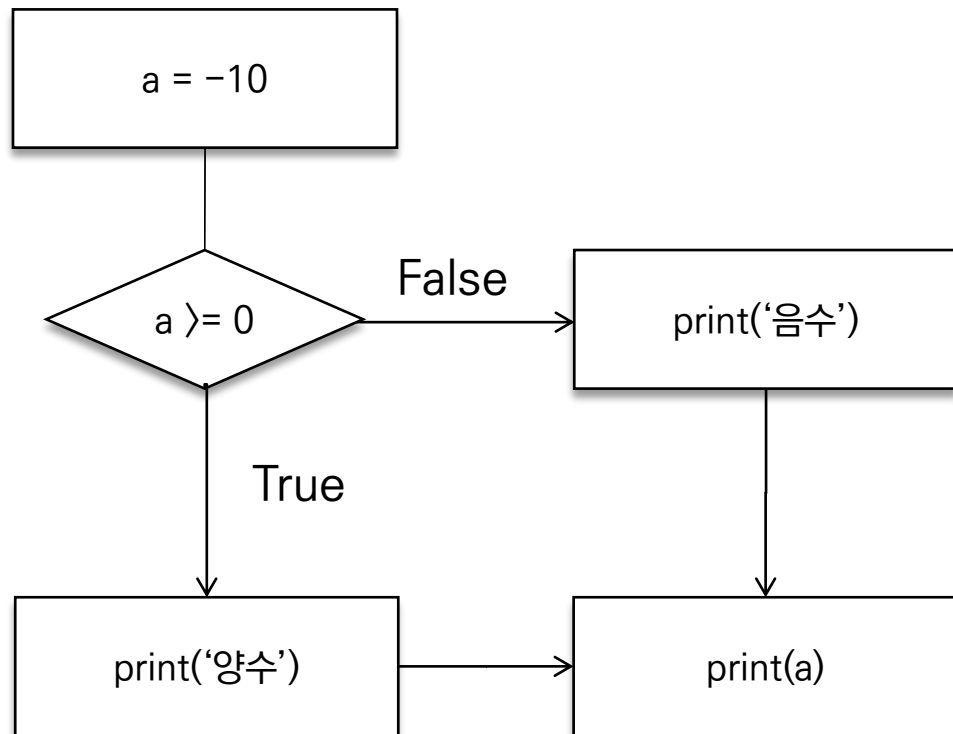 a = −10
a >= 0
False
print(‘음수’)
True
print(‘양수’)
print(a)